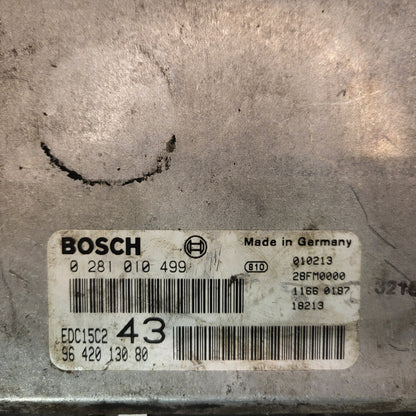 BOSCH
Made in Germany
0 281 010 499
810
010213
28FM0000
1166 0187
18213
EDC15C2 43
96 420 130 80